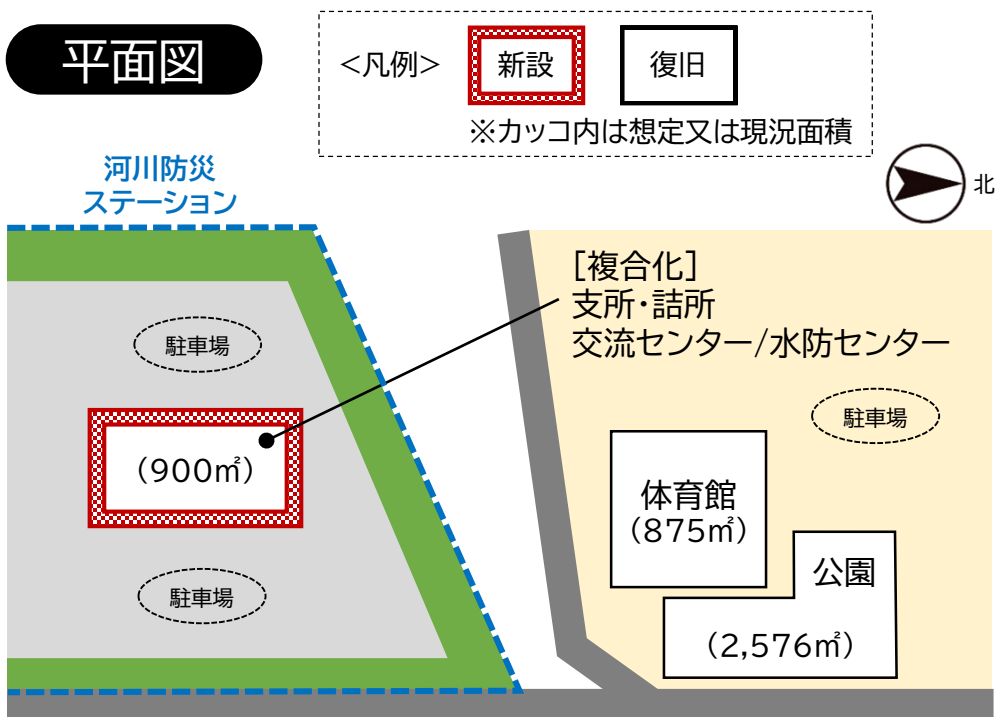 平面図
<凡例>
新設
復旧
※カッコ内は想定又は現況面積
北
河川防災
ステーション
[複合化]
支所・詰所
交流センター/水防センター
駐車場
駐車場
(900㎡)
体育館
(875㎡)
公園
駐車場
(2,576㎡)